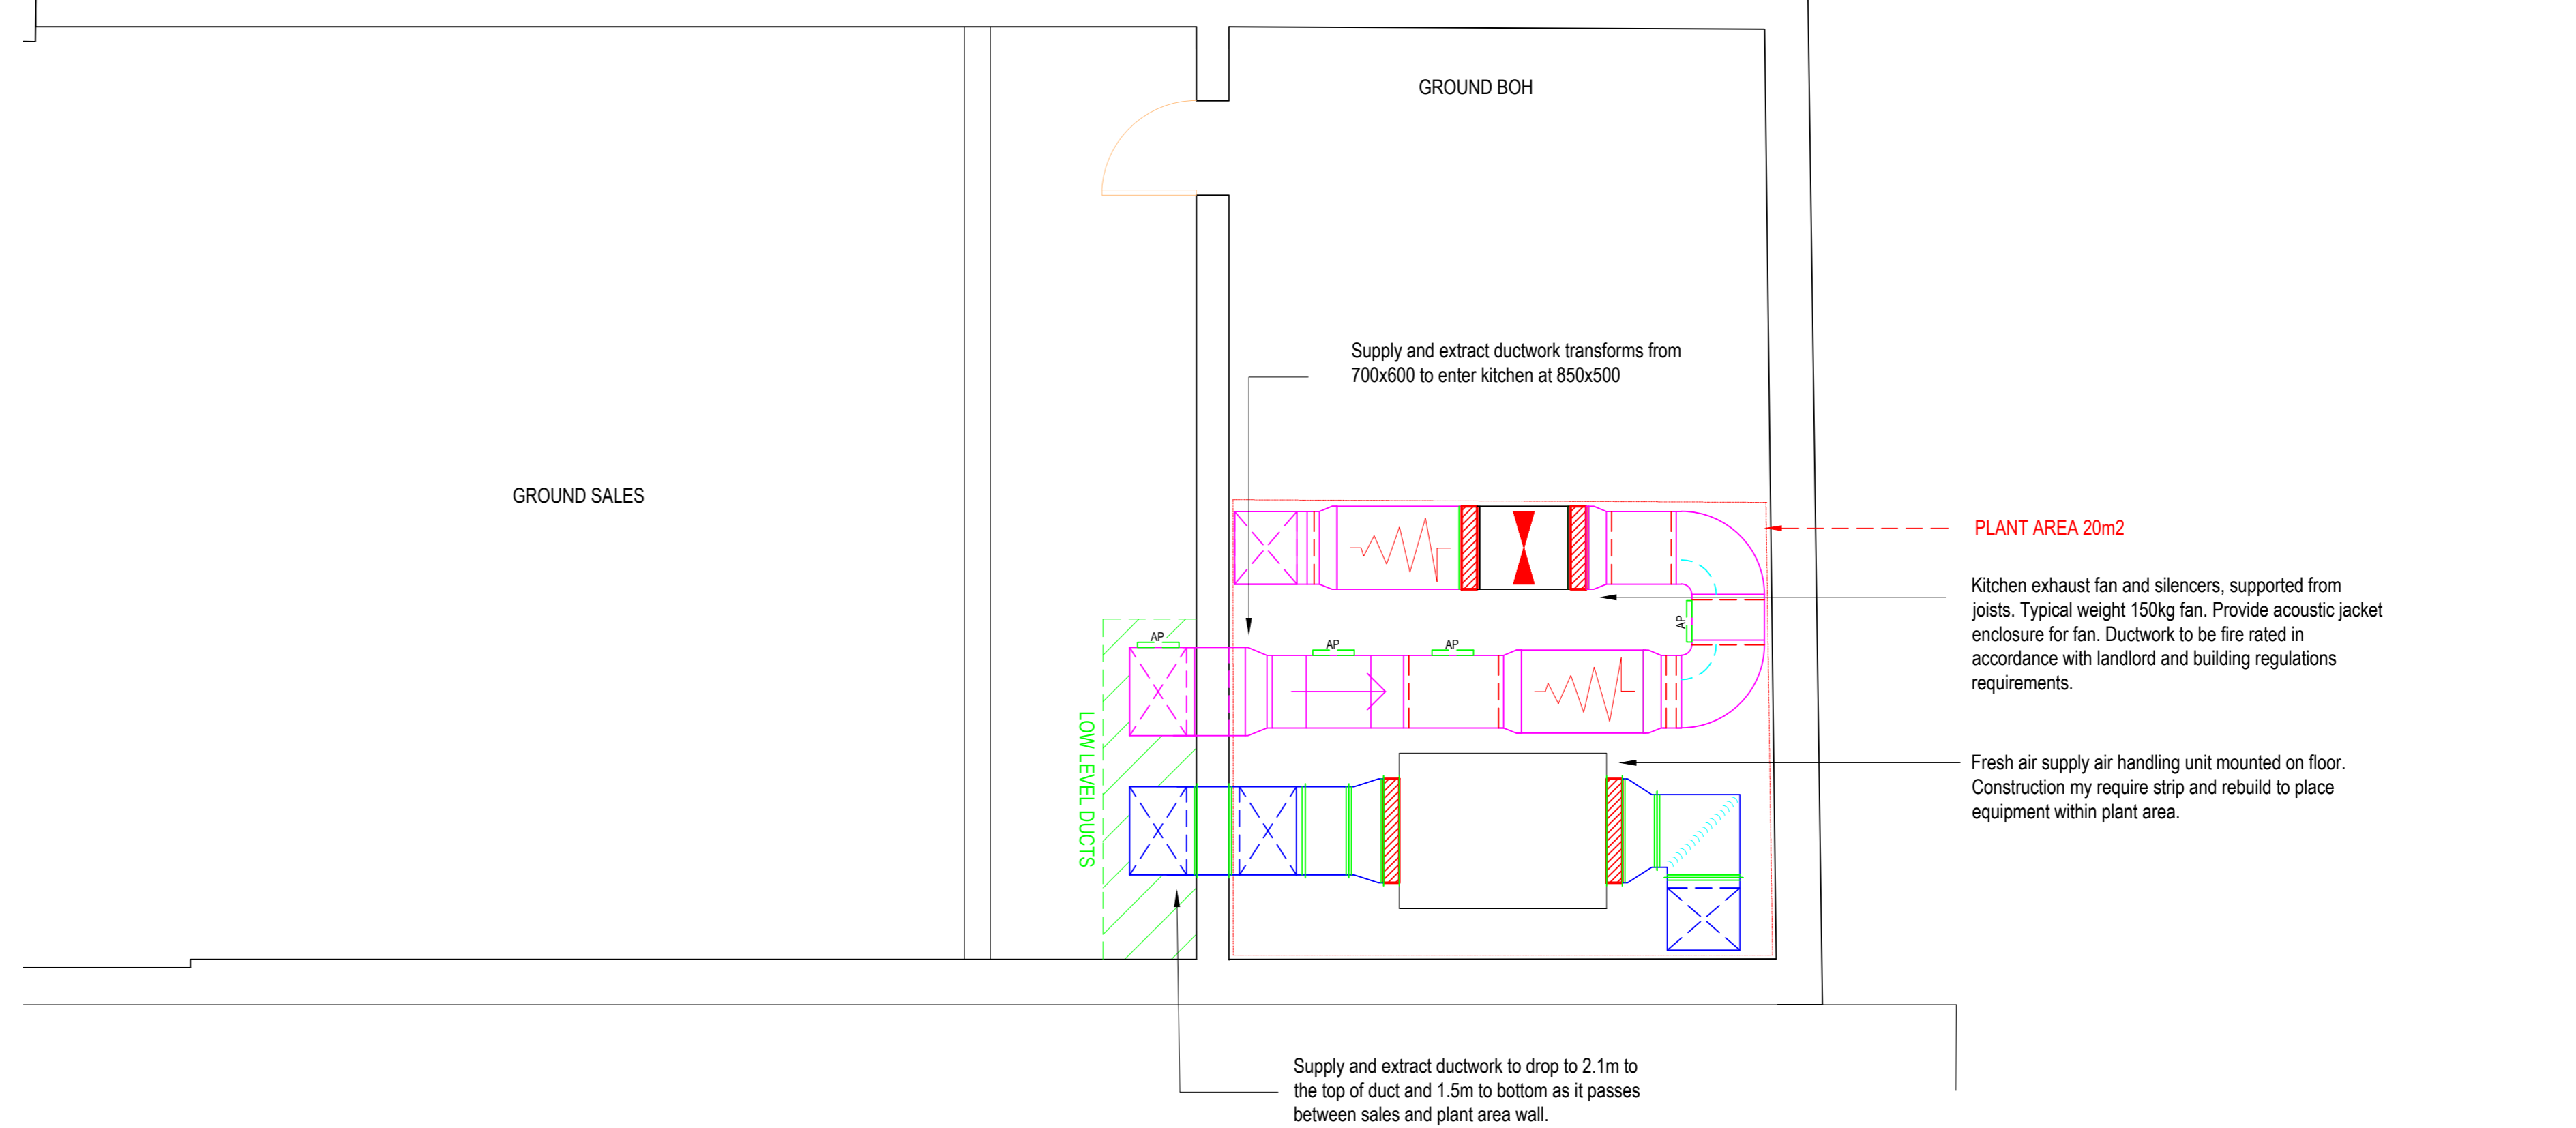 GROUND BOH
Supply and extract ductwork transforms from
700x600 to enter kitchen at 850x500
GROUND SALES
PLANT AREA 20m2
Kitchen exhaust fan and silencers, supported from
joists. Typical weight 150kg fan. Provide acoustic jacket
enclosure for fan. Ductwork to be fire rated in
accordance with landlord and building regulations
requirements.
AP
AP
AP
AP
LOW LEVEL DUCTS
Fresh air supply air handling unit mounted on floor.
Construction my require strip and rebuild to place
equipment within plant area.
Supply and extract ductwork to drop to 2.1m to
the top of duct and 1.5m to bottom as it passes
between sales and plant area wall.